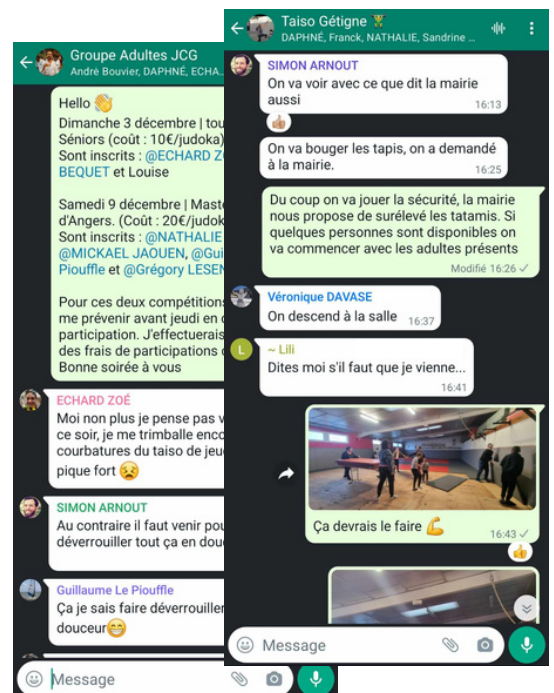 Groupe Adultes JCG
André Bouvier, DAPHNÉ, ECHA..
Hello 👋
Dimanche 3 décembre | tou
Séniors (coût : 10€/judoka)
Sont inscrits : @ECHARD Z
BEQUET et Louise
Samedi 9 décembre | Mast
d'Angers. (Coût : 20€/judok
Sont inscrits : @NATHALIE
@MICKAEL JAOUEN, @Gui
Piouffle et @Grégory LESEN
Pour ces deux compétition
me prévenir avant jeudi en
participation. J'effectuerais
des frais de participations
Bonne soirée à vous
ECHARD ZOÉ
Moi non plus je pense pas v
ce soir, je me trimballe enco
courbatures du taiso de jeu
pique fort 😣
SIMON ARNOUT
Au contraire il faut venir pou
déverrouiller tout ça en dou
Guillaume Le Piouffle
Ça je sais faire déverrouiller
douceur😁
Message
Taiso Gétigne
DAPHNÉ, Franck, NATHALIE, Sandrine ...
SIMON ARNOUT
On va voir avec ce que dit la mairie
aussi
16:13
On va bouger les tapis, on a demandé
à la mairie.
16:25
Du coup on va jouer la sécurité, la mairie
nous propose de surélevé les tatamis. Si
quelques personnes sont disponibles on
va commencer avec les adultes présents
Modifié 16:26
Véronique DAVASE
On descend à la salle
16:37
L
~ Lili
Dites moi s'il faut que je vienne...
16:41
Ça devrais le faire 💪
16:43
Message